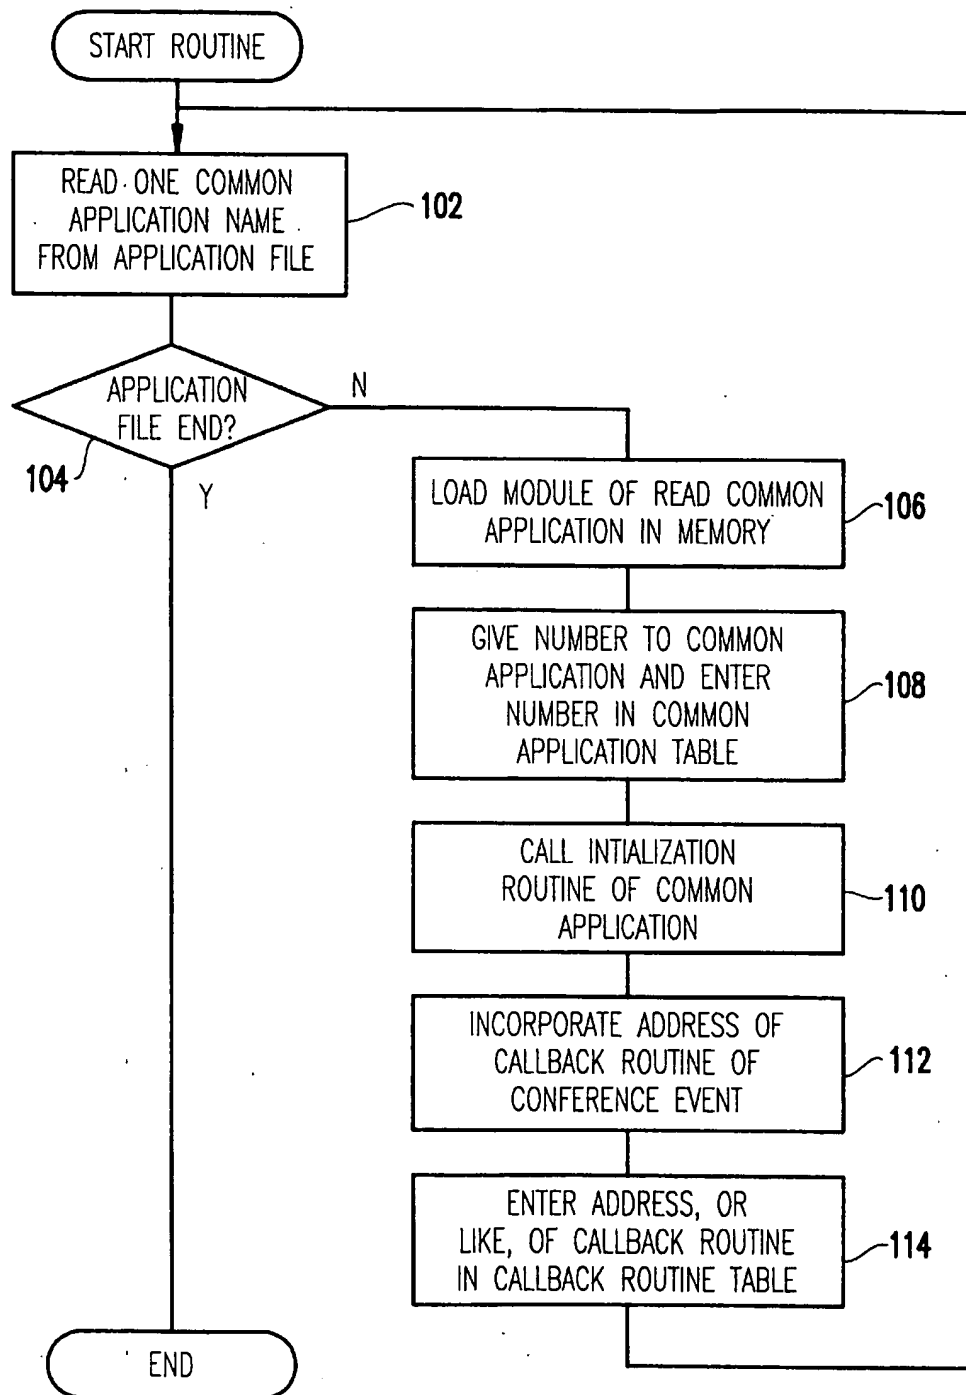 START ROUTINE
READ ONE COMMON
APPLICATION NAME
FROM APPLICATION FILE
102
APPLICATION
FILE END?
104
N
Y
LOAD MODULE OF READ COMMON
APPLICATION IN MEMORY
106
GIVE NUMBER TO COMMON
APPLICATION AND ENTER
NUMBER IN COMMON
APPLICATION TABLE
108
CALL INTIALIZATION
ROUTINE OF COMMON
APPLICATION
110
INCORPORATE ADDRESS OF
CALLBACK ROUTINE OF
CONFERENCE EVENT
112
ENTER ADDRESS, OR
LIKE, OF CALLBACK ROUTINE
IN CALLBACK ROUTINE TABLE
114
END